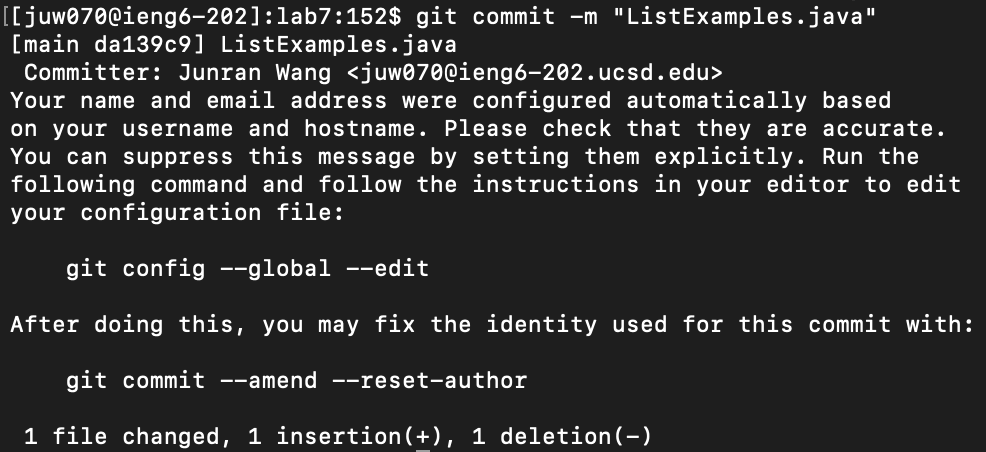 [[juw070@ieng6-202]:lab7:152$ git commit -m "ListExamples.java"
[main da139c9] ListExamples.java
 Committer: Junran Wang <juw070@ieng6-202.ucsd.edu>
Your name and email address were configured automatically based
on your username and hostname. Please check that they are accurate.
You can suppress this message by setting them explicitly. Run the
following command and follow the instructions in your editor to edit
your configuration file:

    git config --global --edit

After doing this, you may fix the identity used for this commit with:

    git commit --amend --reset-author

 1 file changed, 1 insertion(+), 1 deletion(-)